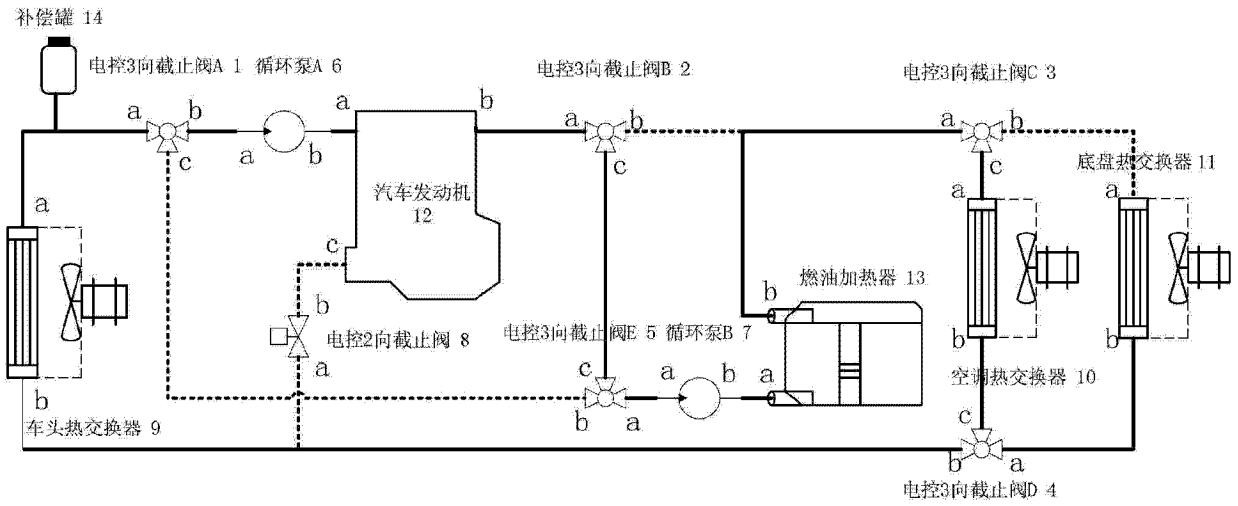 补偿罐 14
电控3向截止阀A 1 循环泵A 6
电控3向截止阀B 2
电控3向截止阀C 3
a
b
a
b
a
b
a
b
a
b
c
a
b
c
c
底盘热交换器 11
a
a
a
汽车发动机
12
c
燃油加热器 13
b
b
电控2向截止阀 8
电控3向截止阀E 5 循环泵B 7
b
b
a
c
a
b
a
空调热交换器 10
b
车头热交换器 9
b
a
c
b
a
电控3向截止阀D 4